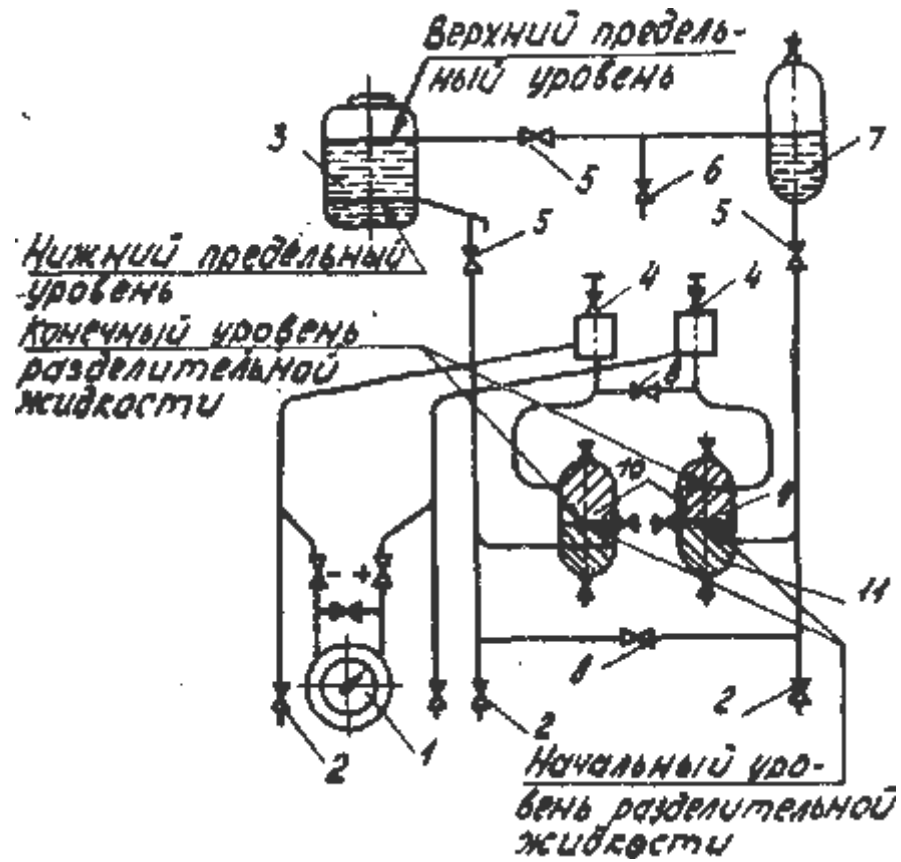 Верхний предель-
ный уровень
3
7
5
6
5
5
Нижний предельный
уровень
4
4
Конечный уровень
разделительной
жидкости
8
10
9
- +
11
8
2
1
2
2
Начальный уро-
вень разделительной
жидкости